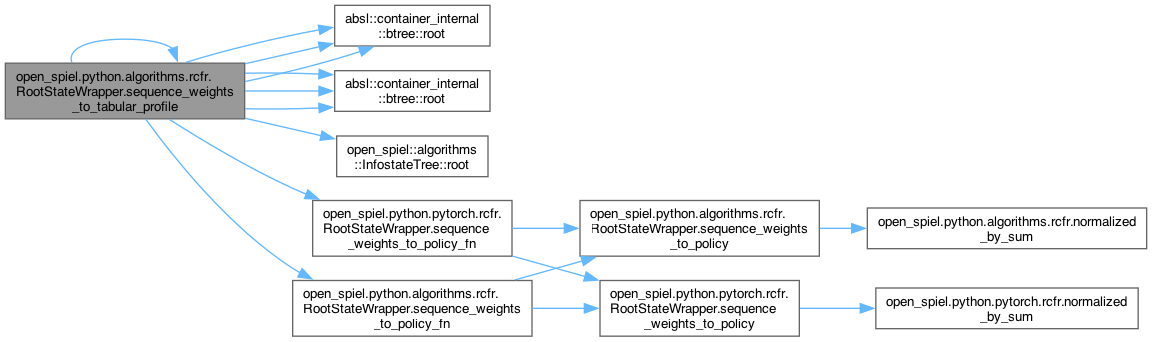 open_spiel.python.algorithms.rcfr.
RootStateWrapper.sequence_weights
_to_tabular_profile
absl::container_internal
::btree::root
absl::container_internal
::btree::root
open_spiel::algorithms
::InfostateTree::root
open_spiel.python.pytorch.rcfr.
RootStateWrapper.sequence
_weights_to_policy_fn
open_spiel.python.algorithms.rcfr.
RootStateWrapper.sequence_weights
_to_policy_fn
open_spiel.python.algorithms.rcfr.
RootStateWrapper.sequence_weights
_to_policy
open_spiel.python.pytorch.rcfr.
RootStateWrapper.sequence
_weights_to_policy
open_spiel.python.algorithms.rcfr.normalized
_by_sum
open_spiel.python.pytorch.rcfr.normalized
_by_sum